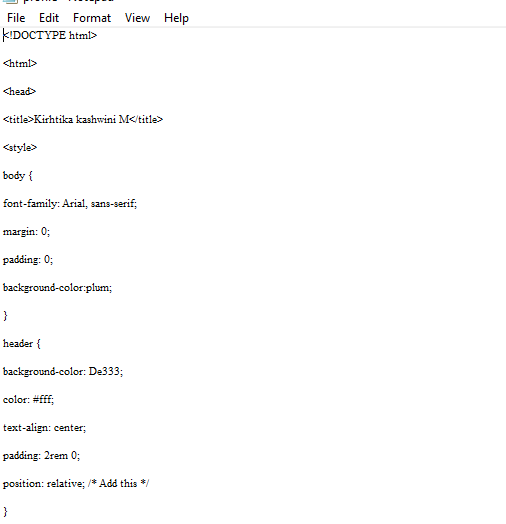 File Edit Format View Help
<!DOCTYPE html>
<html>
<head>
<title>Kirhtika kashwini M</title>
<style>
body {
font-family: Arial, sans-serif;
margin: 0;
padding: 0;
background-color:plum;
}
header {
background-color: De333;
color: #fff;
text-align: center;
padding: 2rem 0;
position: relative; /* Add this */
}